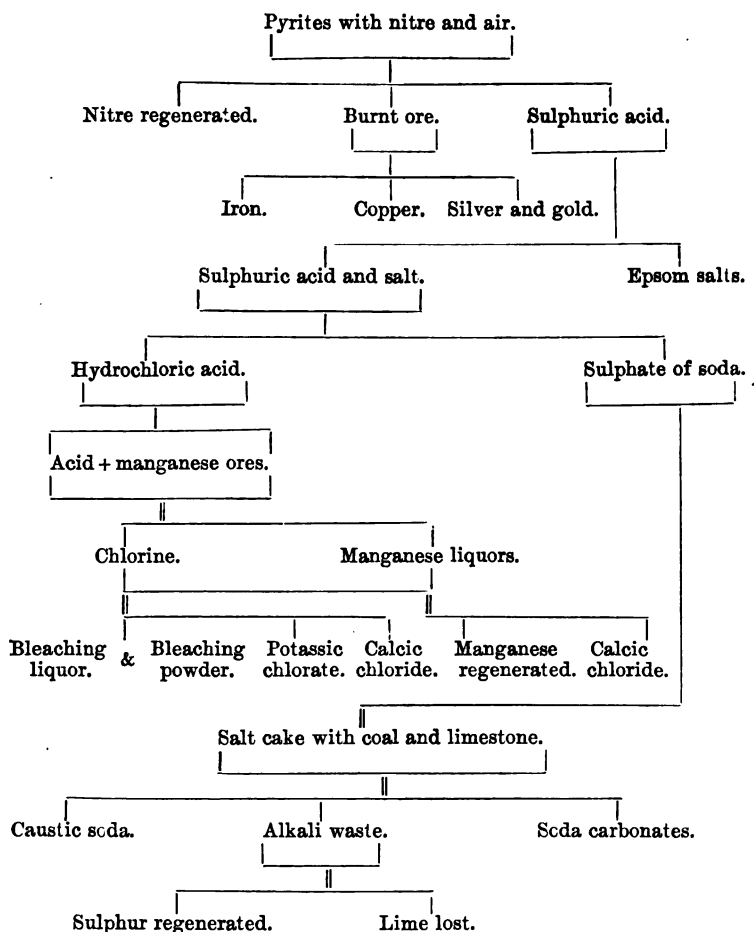 Pyrites with nitre and air.
Nitre regenerated. Burnt ore. Sulphuric acid.
Iron. Copper. Silver and gold.
Sulphuric acid and salt. Epsom salts.
Hydrochloric acid. Sulphate of soda.
Acid + manganese ores.
Chlorine. Manganese liquors.
Bleaching liquor. & Bleaching powder. Potassic chlorate. Calcic chloride. Manganese regenerated. Calcic chloride.
Salt cake with coal and limestone.
Caustic soda. Alkali waste. Soda carbonates.
Sulphur regenerated. Lime lost.